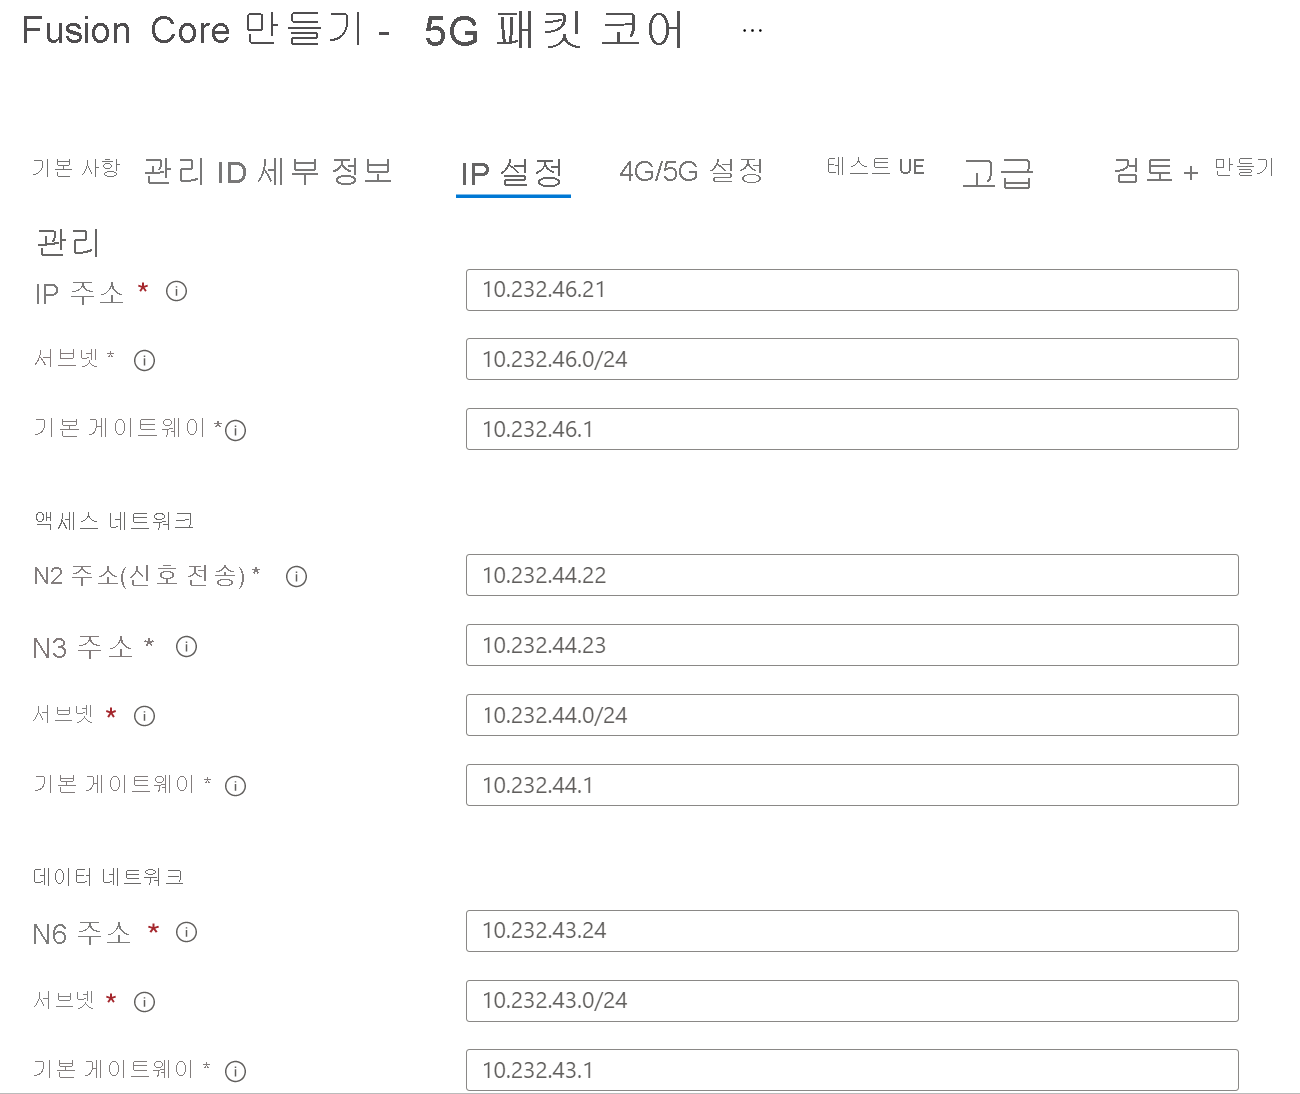 Fusion Core 만들기 - 5G 패킷 코어 ...
기본 사항 관리 ID 세부 정보 IP 설정 4G/5G 설정 테스트 UE 고급 검토 + 만들기
관리
IP 주소 * 10.232.46.21
서브넷 * 10.232.46.0/24
기본 게이트웨이 * 10.232.46.1
액세스 네트워크
N2 주소(신호 전송) * 10.232.44.22
N3 주소 * 10.232.44.23
서브넷 * 10.232.44.0/24
기본 게이트웨이 * 10.232.44.1
데이터 네트워크
N6 주소 * 10.232.43.24
서브넷 * 10.232.43.0/24
기본 게이트웨이 * 10.232.43.1